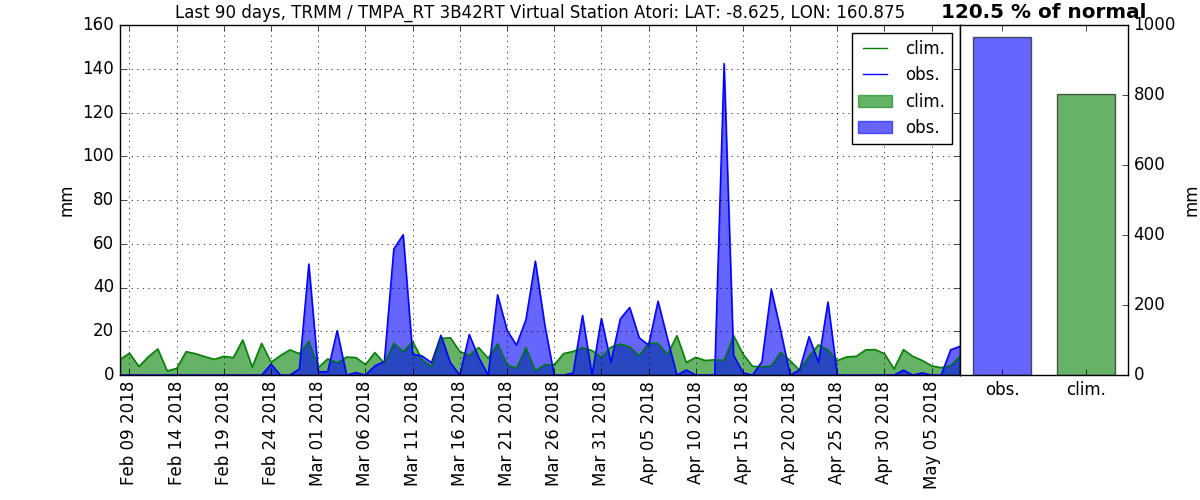 Last 90 days, TRMM / TMPA_RT 3B42RT Virtual Station Atori: LAT: -8.625, LON: 160.875
120.5 % of normal
mm
160
140
120
100
80
60
40
20
0
clim.
obs.
clim.
obs.
1000
800
600
400
200
0
mm
Feb 09 2018
Feb 14 2018
Feb 19 2018
Feb 24 2018
Mar 01 2018
Mar 06 2018
Mar 11 2018
Mar 16 2018
Mar 21 2018
Mar 26 2018
Mar 31 2018
Apr 05 2018
Apr 10 2018
Apr 15 2018
Apr 20 2018
Apr 25 2018
Apr 30 2018
May 05 2018
obs.
clim.